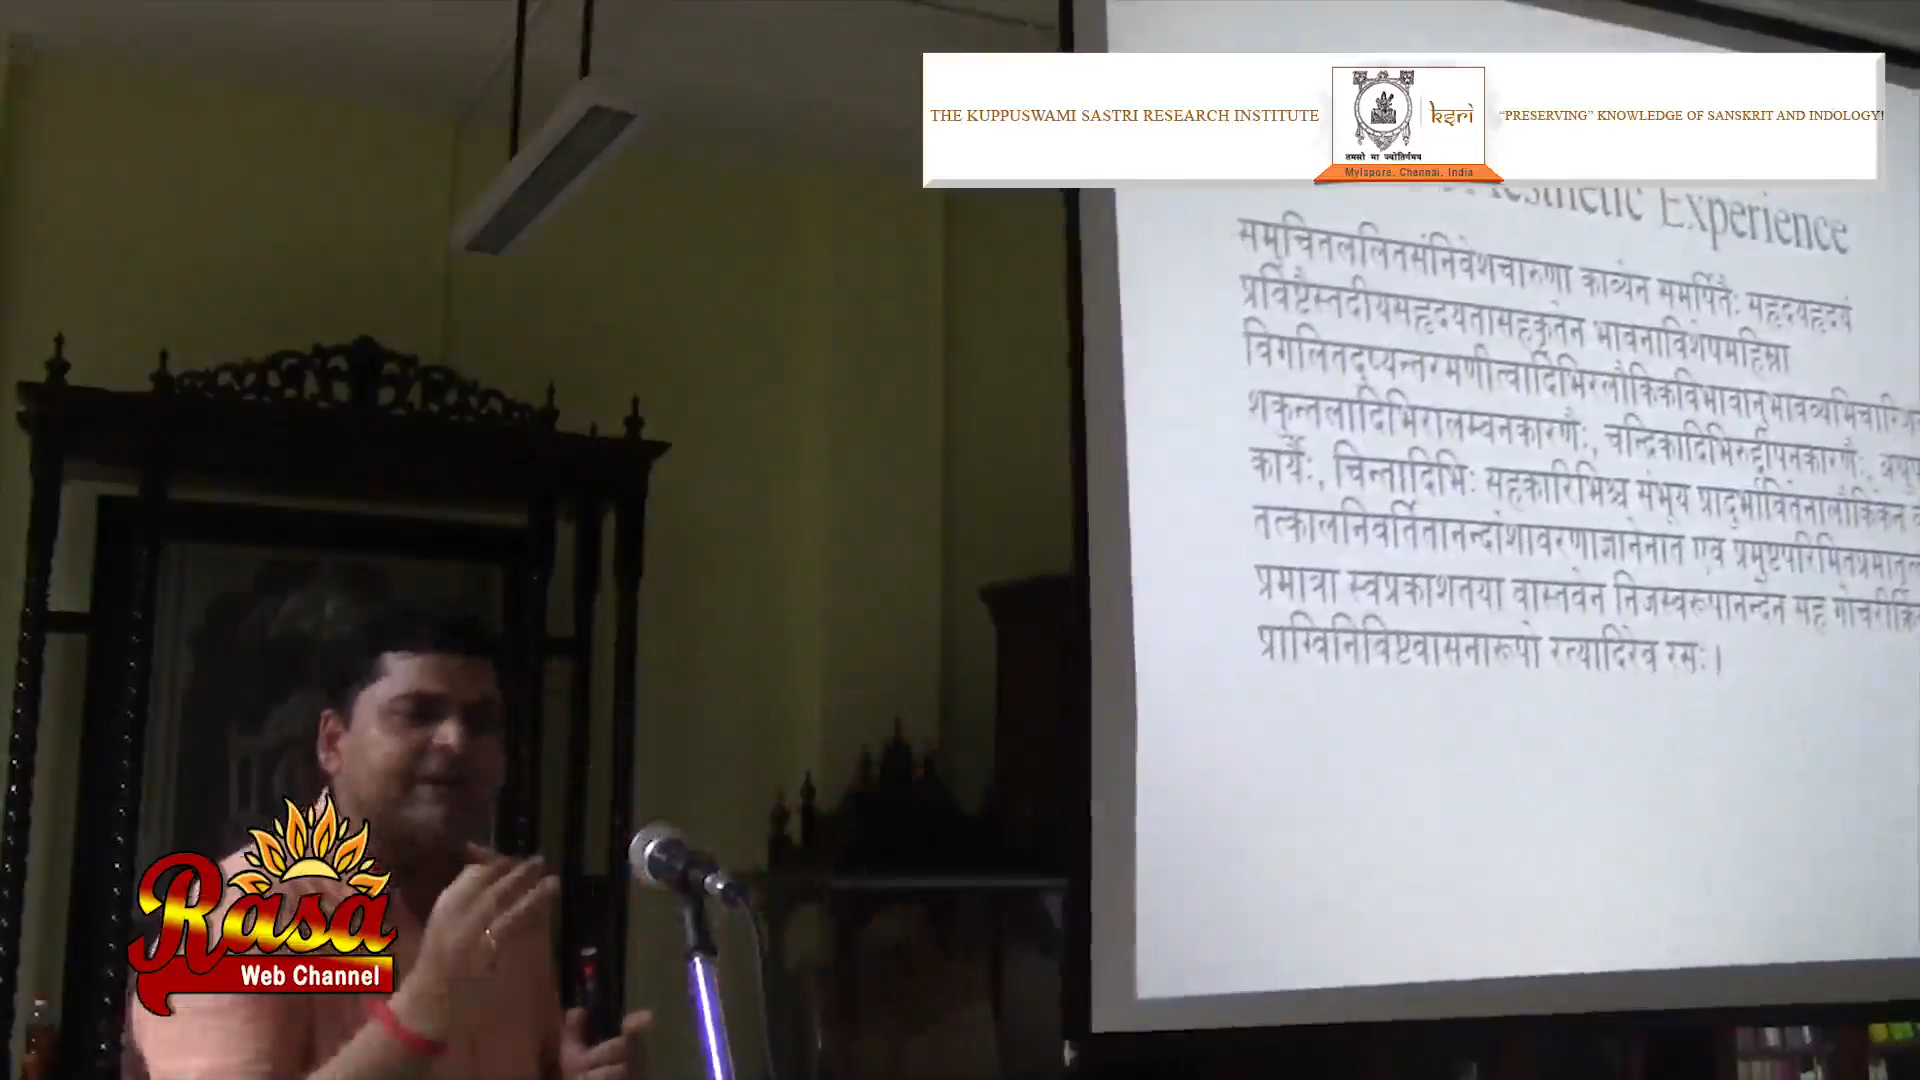 THE KUPPUSWAMI SASTRI RESEARCH INSTITUTE
ksri
"PRESERVING" KNOWLEDGE OF SANSKRIT AND INDOLOGY!
तमसो मा ज्योतिर्गमय
Mylapore, Chennai, India
Experience
समुचितललितसंनिवेशचारुणा काव्येन समर्पितैः सहृदयहृदयं
प्रविष्टैस्तदीयसहृदयतासहकृतेन भावनाविशेषमहिम्ना
विगलितदुष्यन्तरमणीत्वादिभिरलौकिकविभावानुभावव्यभिचारि
शकुन्तलादिभिरालम्बनकारणैः, चन्द्रिकादिभिरुद्दीपनकारणैः,
कार्यैः, चिन्तादिभिः सहकारिभिश्च संभूय प्रादुर्भावितेनालौकिकेन
तत्कालनिवर्तितानन्दांशावरणाज्ञानेनात एव प्रमुष्टपरिमितप्रमातृत्व
प्रमात्रा स्वप्रकाशतया वास्तवेन निजस्वरूपानन्देन सह गोचरीक्रि
प्राग्विनिविष्टवासनारूपो रत्यादिरेव रसः।
Rasa
Web Channel